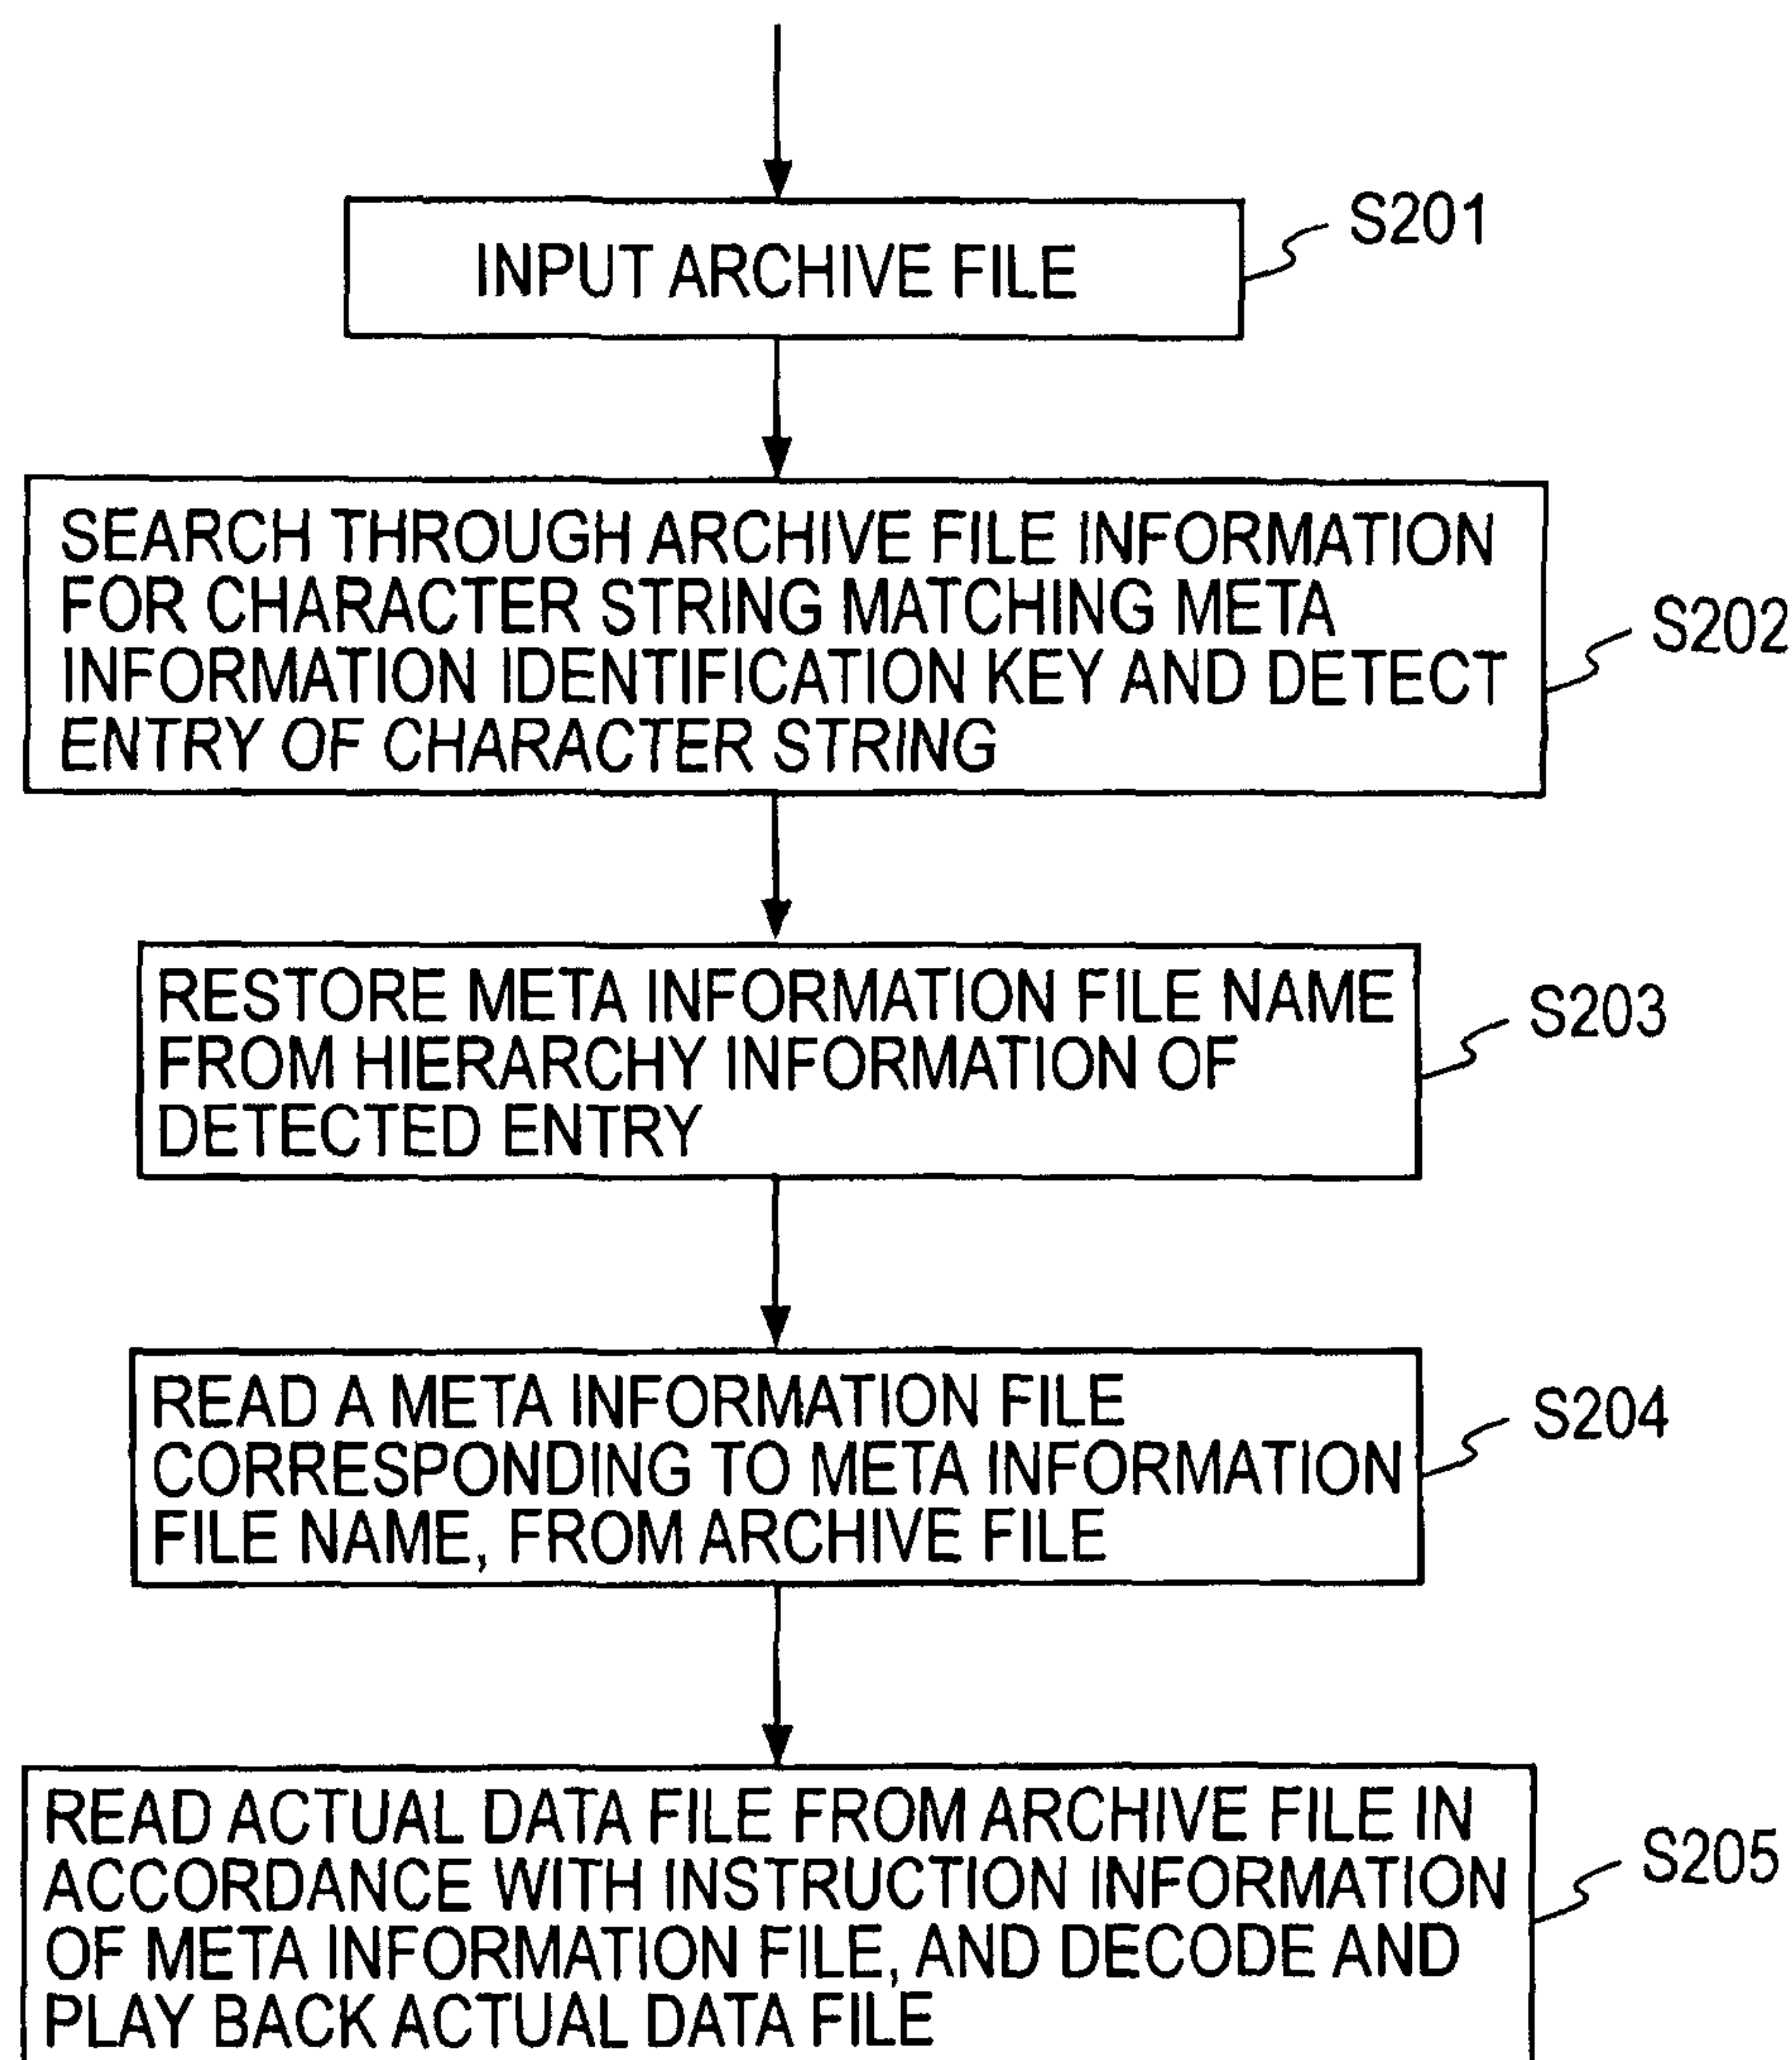 INPUT ARCHIVE FILE
S201
SEARCH THROUGH ARCHIVE FILE INFORMATION
FOR CHARACTER STRING MATCHING META
INFORMATION IDENTIFICATION KEY AND DETECT
ENTRY OF CHARACTER STRING
S202
RESTORE META INFORMATION FILE NAME
FROM HIERARCHY INFORMATION OF
DETECTED ENTRY
S203
READ A META INFORMATION FILE
CORRESPONDING TO META INFORMATION
FILE NAME, FROM ARCHIVE FILE
S204
READ ACTUAL DATA FILE FROM ARCHIVE FILE IN
ACCORDANCE WITH INSTRUCTION INFORMATION
OF META INFORMATION FILE, AND DECODE AND
PLAY BACK ACTUAL DATA FILE
S205